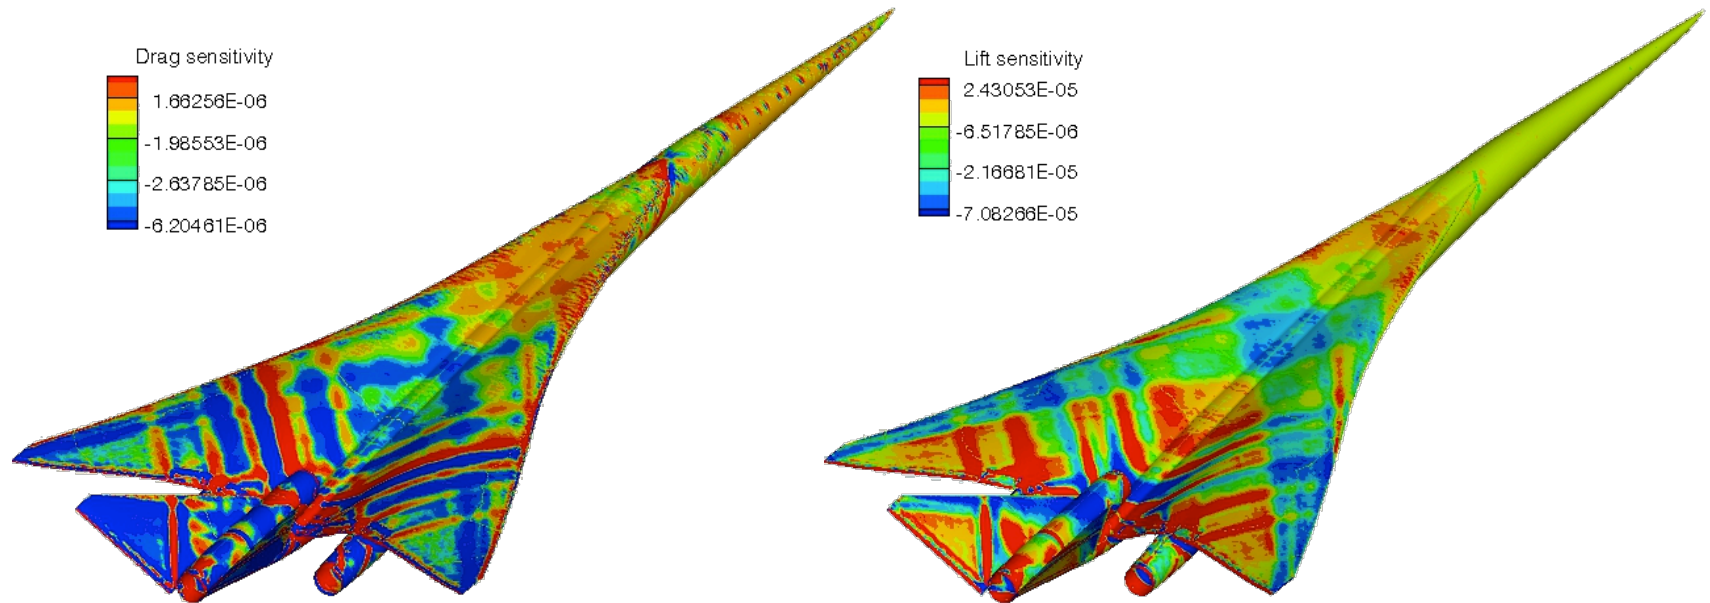 Drag sensitivity
1.66256E-06
-1.98553E-06
-2.63785E-06
-6.20461E-06
Lift sensitivity
2.43053E-05
-6.51785E-06
-2.16681E-05
-7.08266E-05